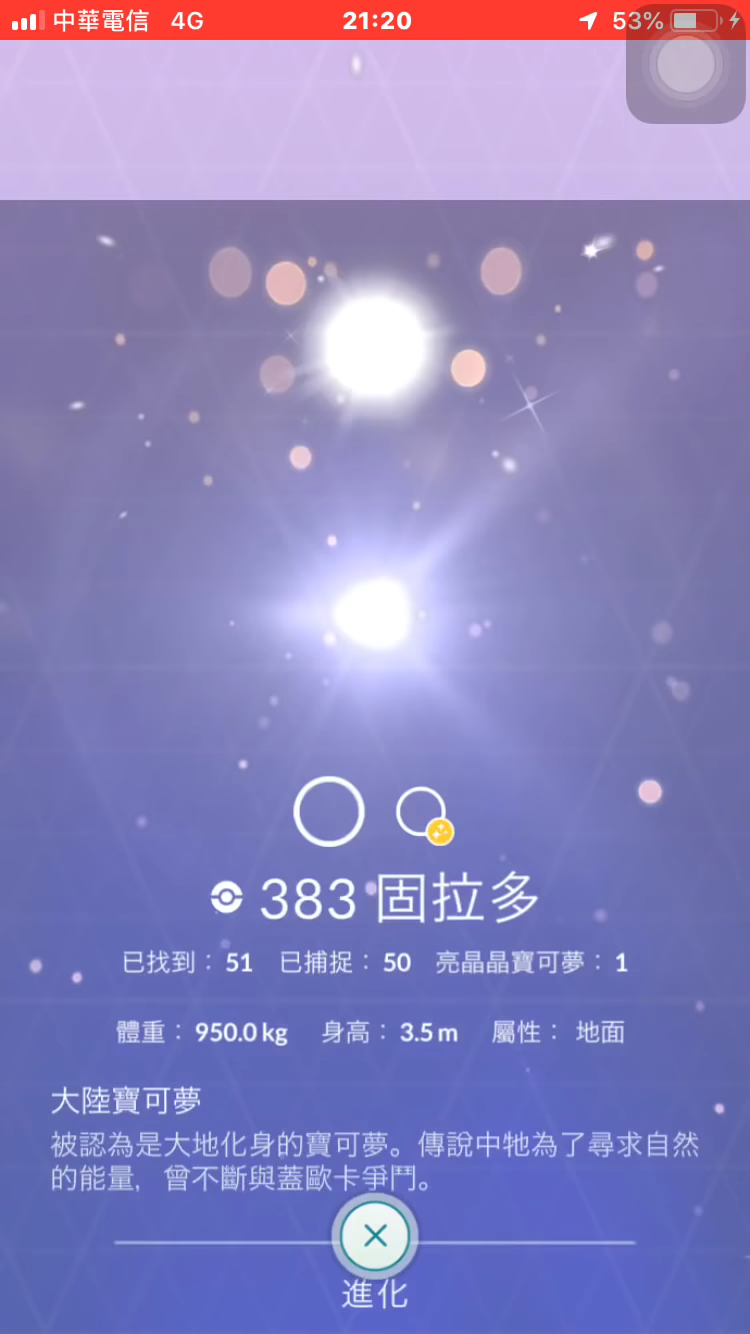 中華電信 4G 21:20 53%
383 固拉多
已找到：51 已捕捉：50 亮晶晶寶可夢：1
體重：950.0 kg 身高：3.5 m 屬性： 地面
大陸寶可夢
被認為是大地化身的寶可夢。傳說中牠為了尋求自然
的能量，曾不斷與蓋歐卡爭鬥。
進化